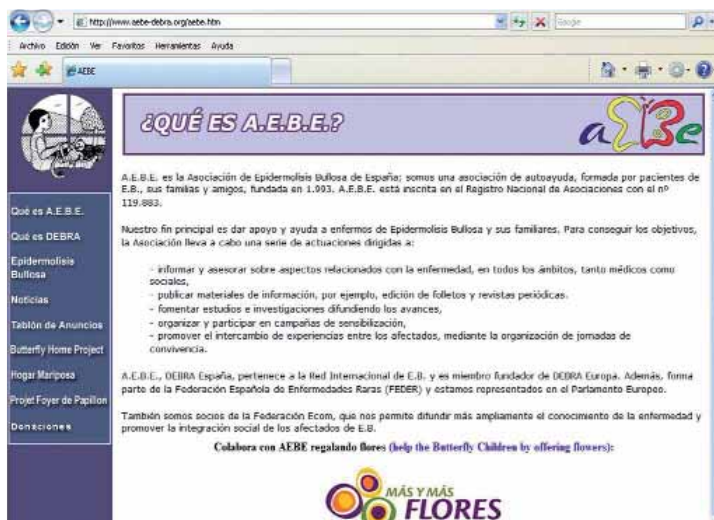 http://www.aebe-debra.org/aebe.htm
Google
Archivo Edición Ver Favoritos Herramientas Ayuda
AEBE
¿QUÉ ES A.E.B.E.?
aEBe
A.E.B.E. es la Asociación de Epidermolisis Bullosa de España; somos una asociación de autoayuda, formada por pacientes de
E.B., sus familias y amigos, fundada en 1.993. A.E.B.E. está inscrita en el Registro Nacional de Asociaciones con el nº
119.883.
Nuestro fin principal es dar apoyo y ayuda a enfermos de Epidermolisis Bullosa y sus familiares. Para conseguir los objetivos,
la Asociación lleva a cabo una serie de actuaciones dirigidas a:
- informar y asesorar sobre aspectos relacionados con la enfermedad, en todos los ámbitos, tanto médicos como
sociales,
- publicar materiales de información, por ejemplo, edición de folletos y revistas periódicas.
- fomentar estudios e investigaciones difundiendo los avances,
- organizar y participar en campañas de sensibilización,
- promover el intercambio de experiencias entre los afectados, mediante la organización de jornadas de
convivencia.
A.E.B.E., DEBRA España, pertenece a la Red Internacional de E.B. y es miembro fundador de DEBRA Europa. Además, forma
parte de la Federación Española de Enfermedades Raras (FEDER) y estamos representados en el Parlamento Europeo.
También somos socios de la Federación Ecom, que nos permite difundir más ampliamente el conocimiento de la enfermedad y
promover la integración social de los afectados de E.B.
Colabora con AEBE regalando flores (help the Butterfly Children by offering flowers):
MÁS Y MÁS
FLORES
Qué es A.E.B.E.
Qué es DEBRA
Epidermolisis
Bullosa
Noticias
Tablón de Anuncios
Butterfly Home Project
Hogar Mariposa
Projet Foyer de Papillon
Donaciones